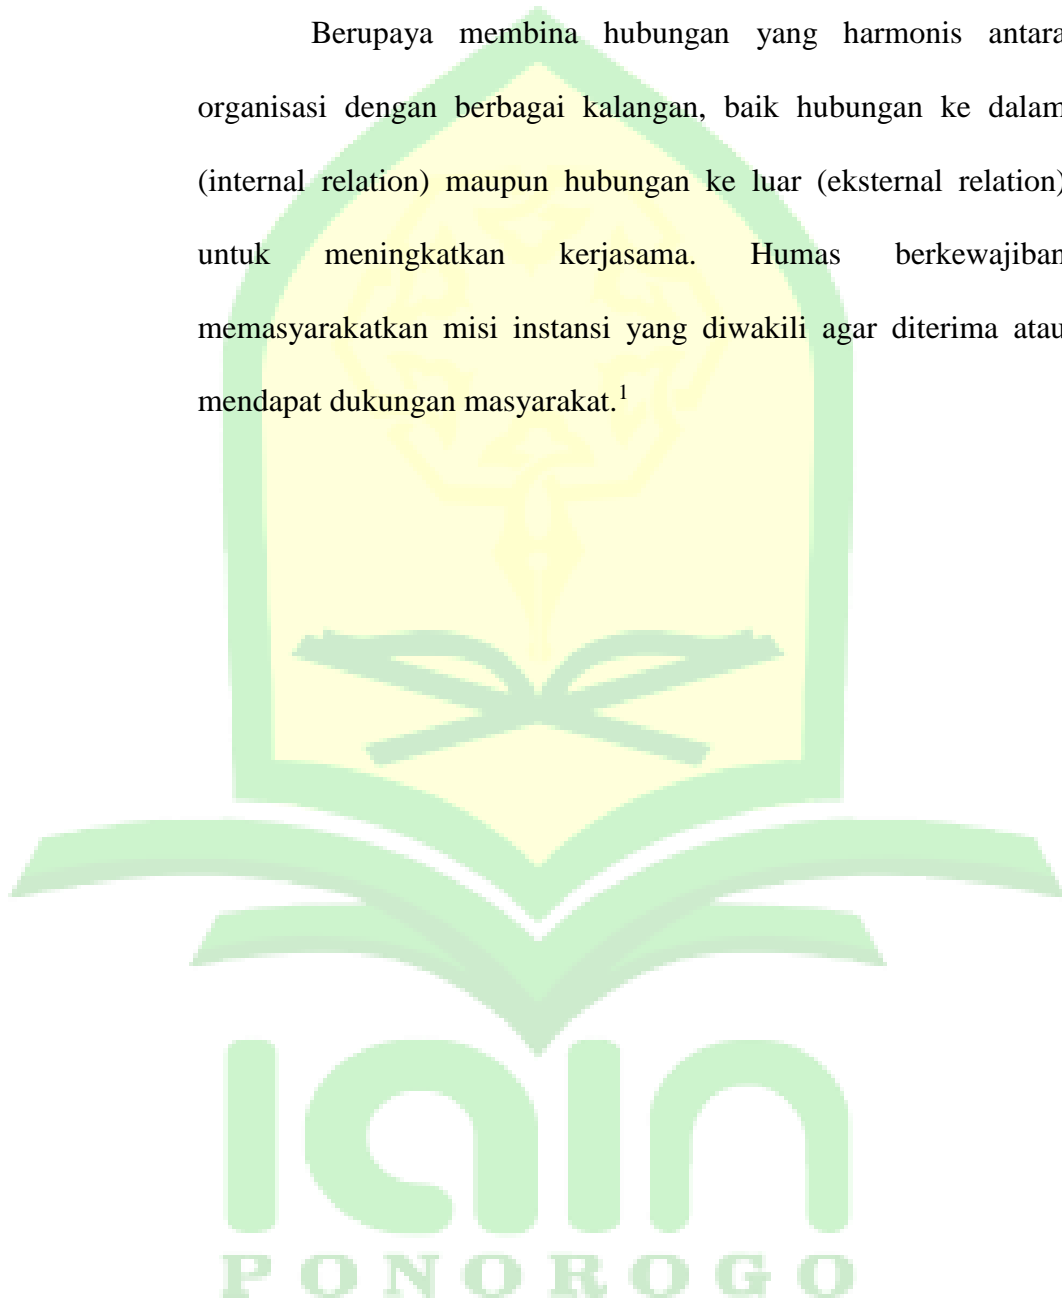 Berupaya membina hubungan yang harmonis antara
organisasi dengan berbagai kalangan, baik hubungan ke dalam
(internal relation) maupun hubungan ke luar (eksternal relation)
untuk meningkatkan kerjasama. Humas berkewajiban
memasyarakatkan misi instansi yang diwakili agar diterima atau
mendapat dukungan masyarakat.1
IAIN
PONOROGO